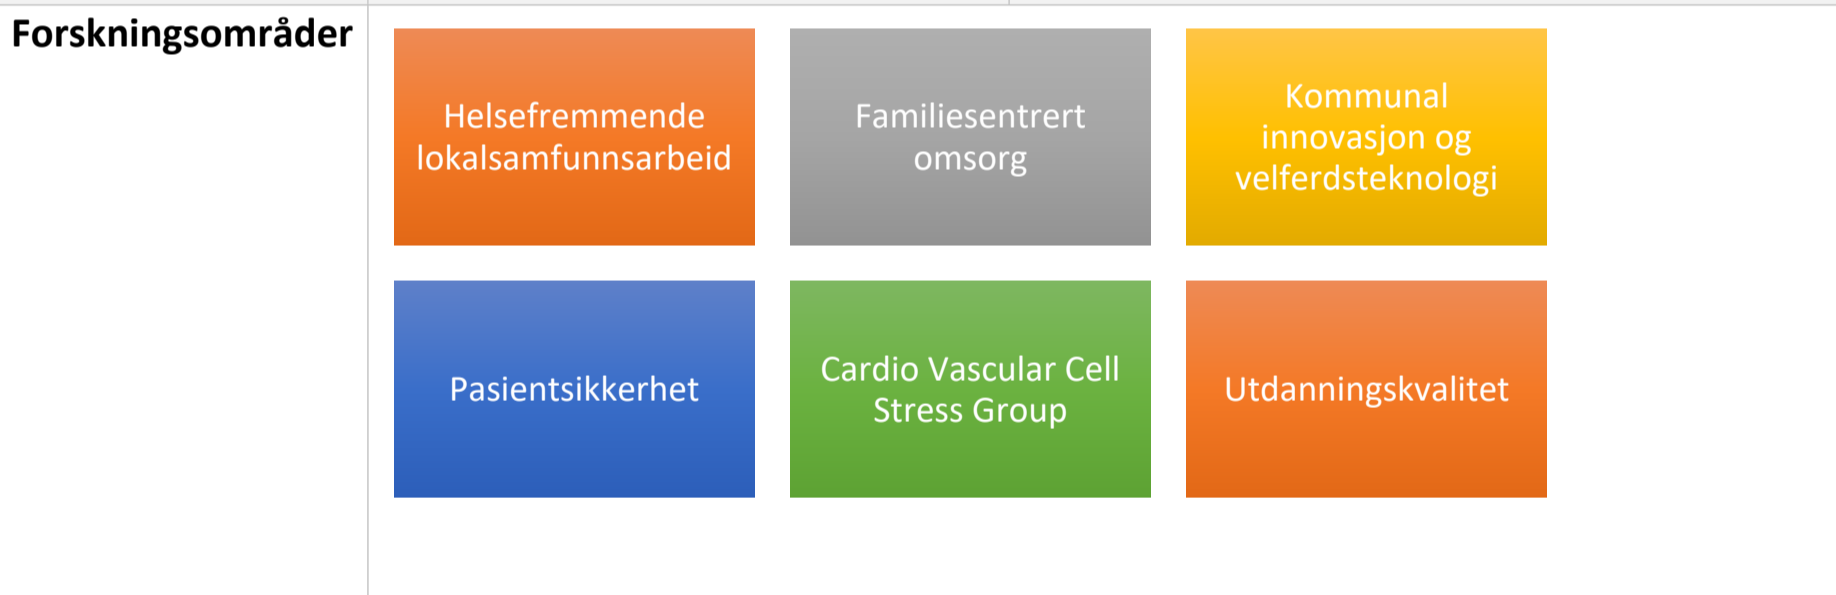 Forskningsområder
Helsefremmende
lokalsamfunnsarbeid
Familiesentrert
omsorg
Kommunal
innovasjon og
velferdsteknologi
Pasientsikkerhet
Cardio Vascular Cell
Stress Group
Utdanningskvalitet